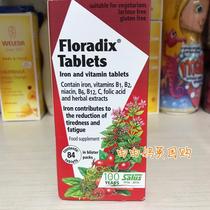 suitable for vegetarians
lactose free
gluten free
Floradix®
Tablets
Iron and vitamin tablets
Contain iron, vitamins B1, B2,
niacin, B6, B12, C, folic acid
and herbal extracts
Iron contributes to the
reduction of tiredness and
fatigue
Food supplement
84
TABLETS
in blister
packs
100
YEARS
Salus
WELEDA